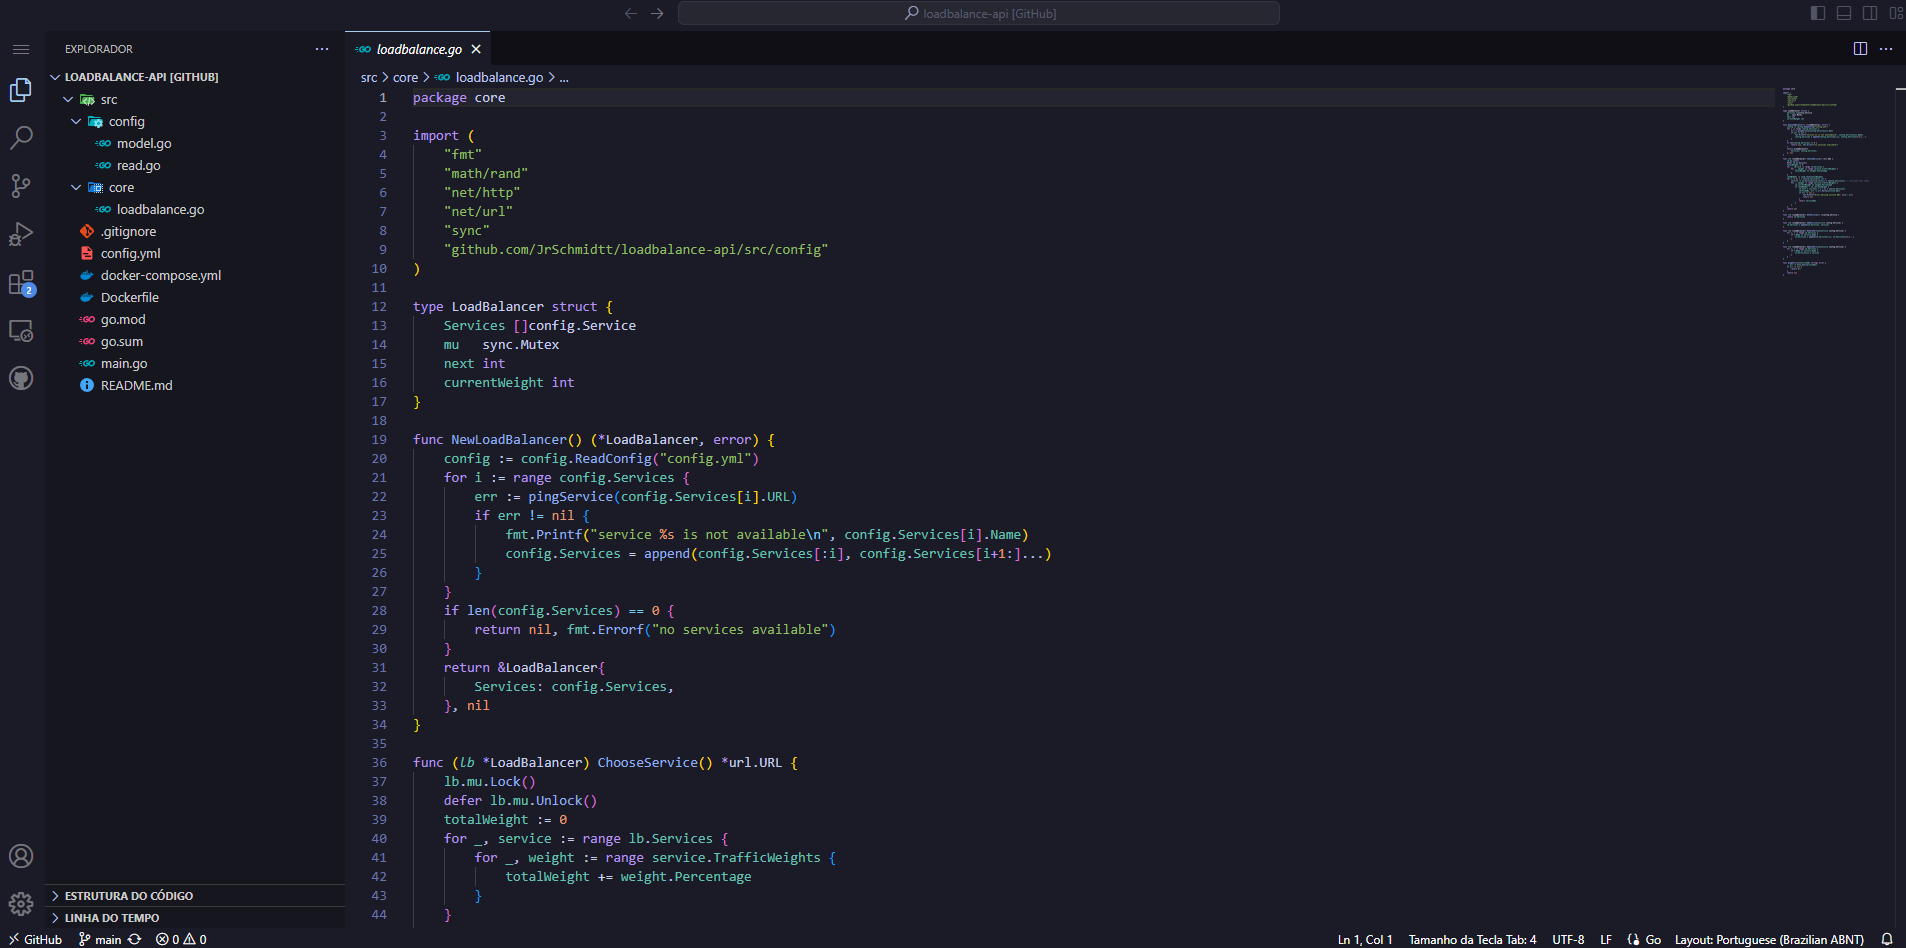 loadbalance-api [GitHub]
EXPLORADOR
LOADBALANCE-API [GITHUB]
src
config
model.go
read.go
core
loadbalance.go
.gitignore
config.yml
docker-compose.yml
Dockerfile
go.mod
go.sum
main.go
README.md
2
ESTRUTURA DO CÓDIGO
LINHA DO TEMPO
loadbalance.go
src > core > loadbalance.go > ...
1 package core
2
3 import (
4 "fmt"
5 "math/rand"
6 "net/http"
7 "net/url"
8 "sync"
9 "github.com/JrSchmidtt/loadbalance-api/src/config"
10 )
11
12 type LoadBalancer struct {
13 Services []config.Service
14 mu sync.Mutex
15 next int
16 currentWeight int
17 }
18
19 func NewLoadBalancer() (*LoadBalancer, error) {
20 config := config.ReadConfig("config.yml")
21 for i := range config.Services {
22 err := pingService(config.Services[i].URL)
23 if err != nil {
24 fmt.Printf("service %s is not available\n", config.Services[i].Name)
25 config.Services = append(config.Services[:i], config.Services[i+1:]...)
26 }
27 }
28 if len(config.Services) == 0 {
29 return nil, fmt.Errorf("no services available")
30 }
31 return &LoadBalancer{
32 Services: config.Services,
33 }, nil
34 }
35
36 func (lb *LoadBalancer) ChooseService() *url.URL {
37 lb.mu.Lock()
38 defer lb.mu.Unlock()
39 totalWeight := 0
40 for _, service := range lb.Services {
41 for _, weight := range service.TrafficWeights {
42 totalWeight += weight.Percentage
43 }
44 }
GitHub main 0 0 Ln 1, Col 1 Tamanho da Tecla Tab: 4 UTF-8 LF Go Layout: Portuguese (Brazilian ABNT)